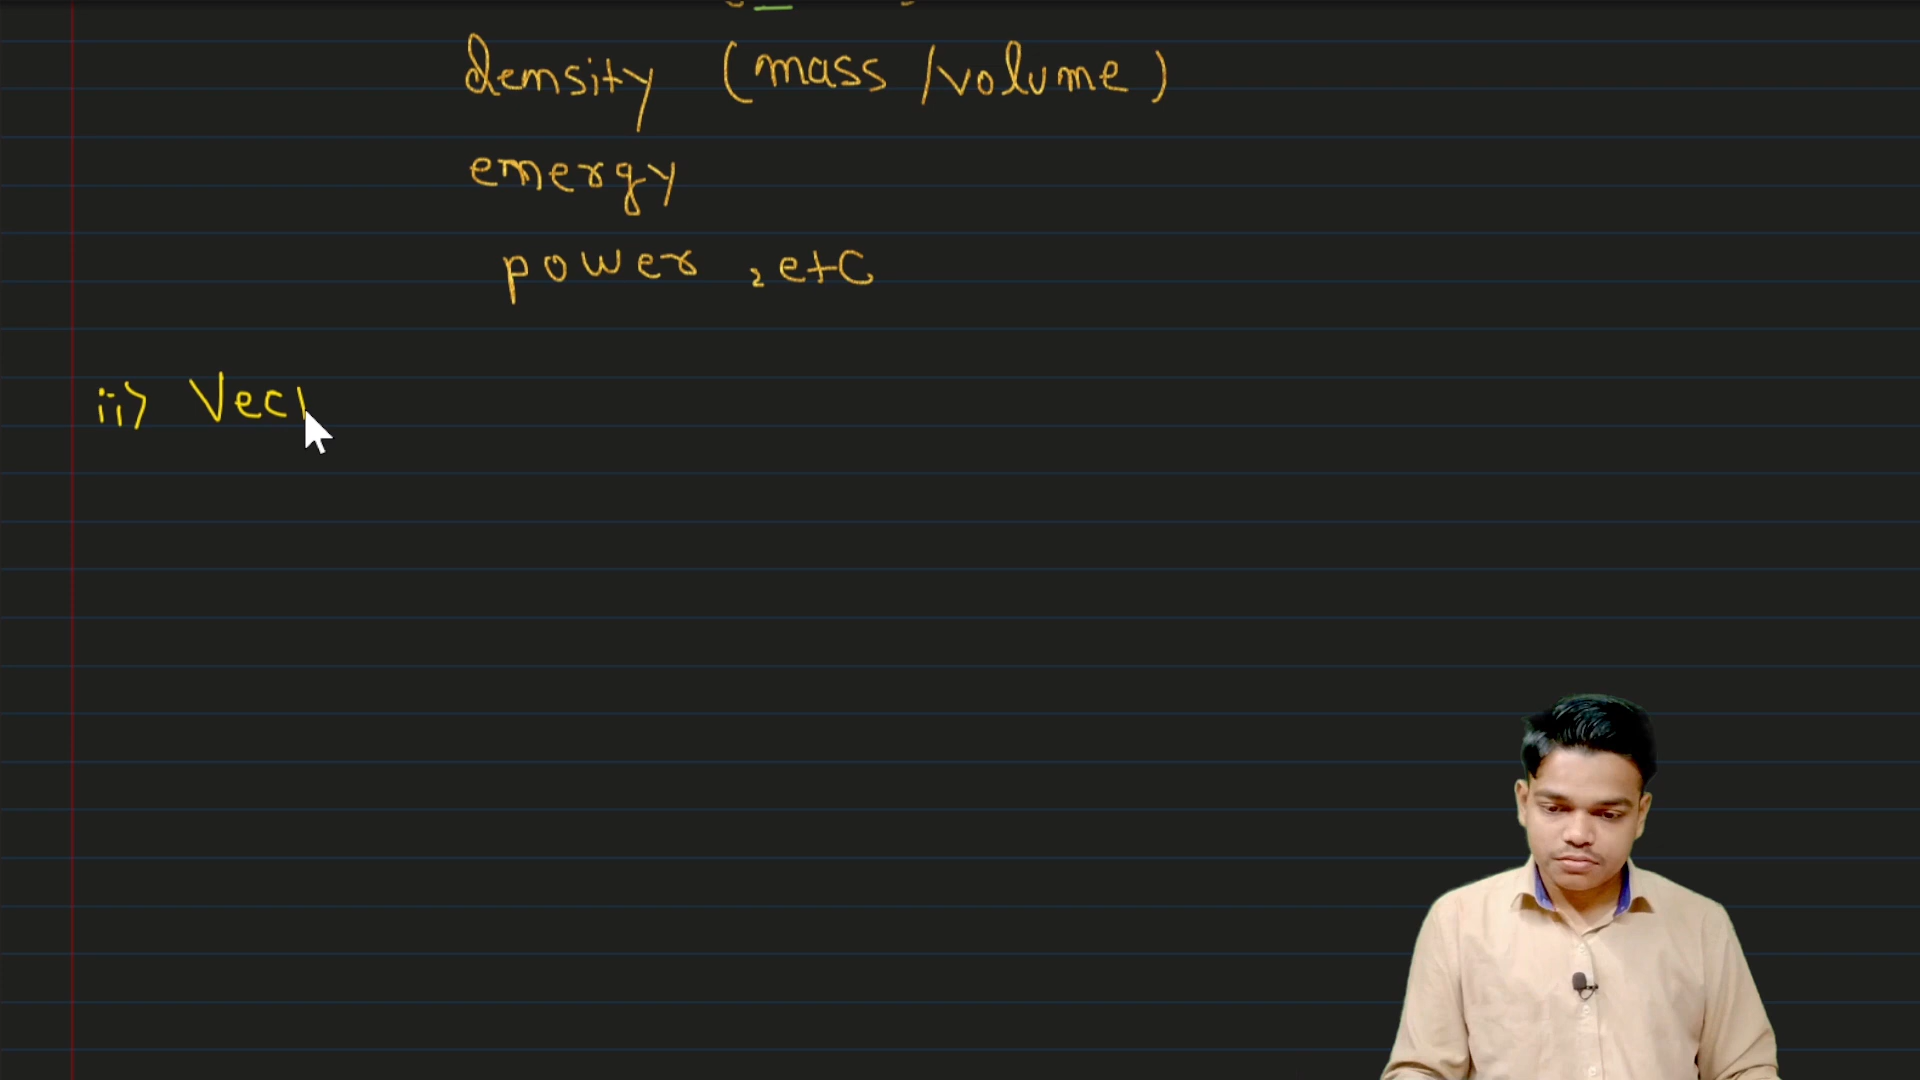 density (mass/volume)
energy
power, etc
ii) Vect